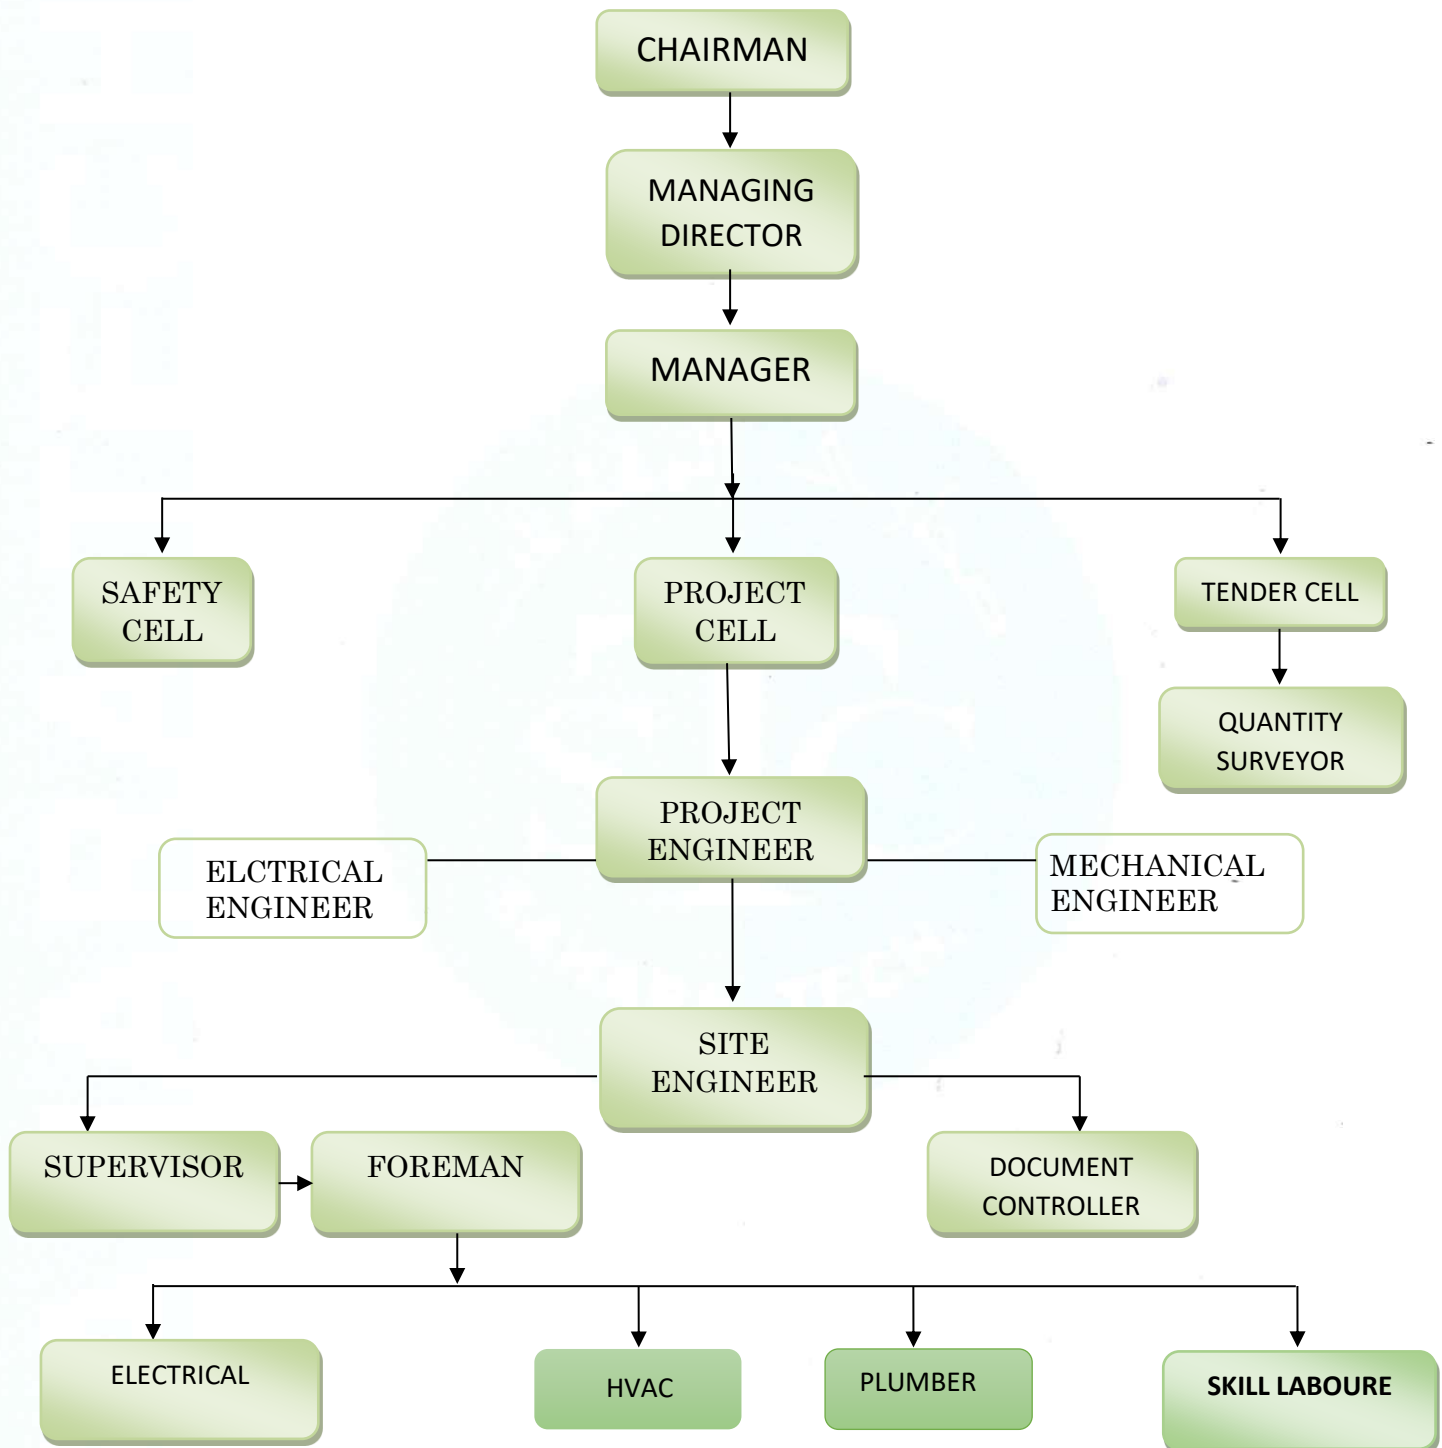 CHAIRMAN
MANAGING
DIRECTOR
MANAGER
SAFETY
CELL
PROJECT
CELL
TENDER CELL
QUANTITY
SURVEYOR
PROJECT
ENGINEER
ELCTRICAL
ENGINEER
MECHANICAL
ENGINEER
SITE
ENGINEER
SUPERVISOR
FOREMAN
DOCUMENT
CONTROLLER
ELECTRICAL
HVAC
PLUMBER
SKILL LABOURE